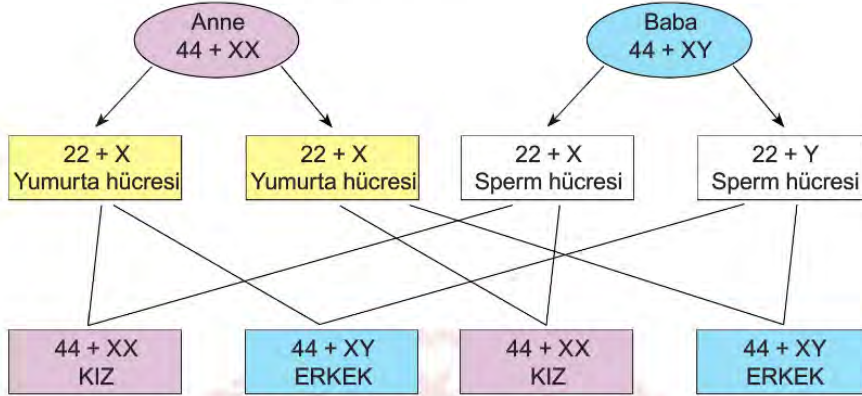 Anne
44 + XX
Baba
44 + XY
22 + X
Yumurta hücresi
22 + X
Yumurta hücresi
22 + X
Sperm hücresi
22 + Y
Sperm hücresi
44 + XX
KIZ
44 + XY
ERKEK
44 + XX
KIZ
44 + XY
ERKEK